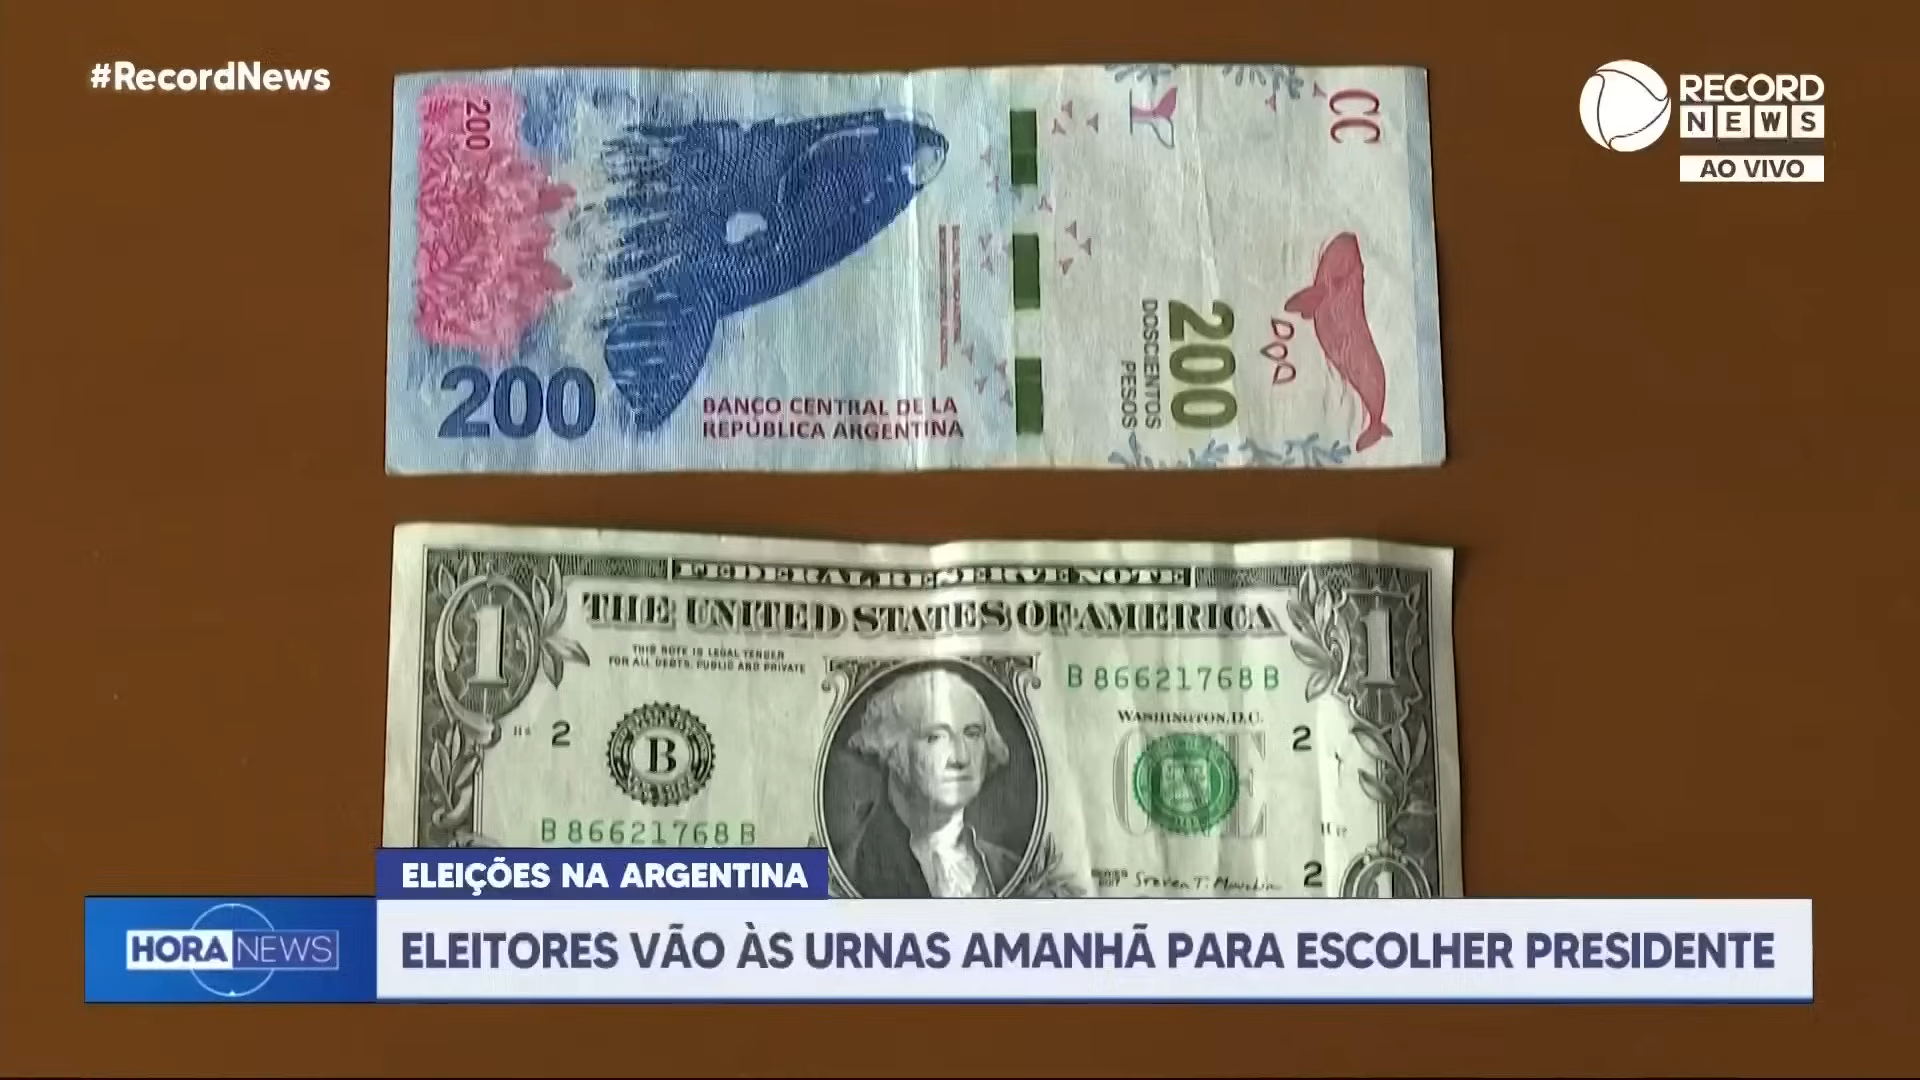 #RecordNews
RECORD
NEWS
AO VIVO
200
CC
200
DOSCIENTOS
PESOS
200
BANCO CENTRAL DE LA
REPÚBLICA ARGENTINA
FEDERAL RESERVE NOTE
THE UNITED STATES OF AMERICA
THIS NOTE IS LEGAL TENDER
FOR ALL DEBTS, PUBLIC AND PRIVATE
1
1
B 86621768 B
WASHINGTON, D.C.
2
B
2
ONE
B 86621768 B
2
1
ELEIÇÕES NA ARGENTINA
HORA NEWS
ELEITORES VÃO ÀS URNAS AMANHÃ PARA ESCOLHER PRESIDENTE